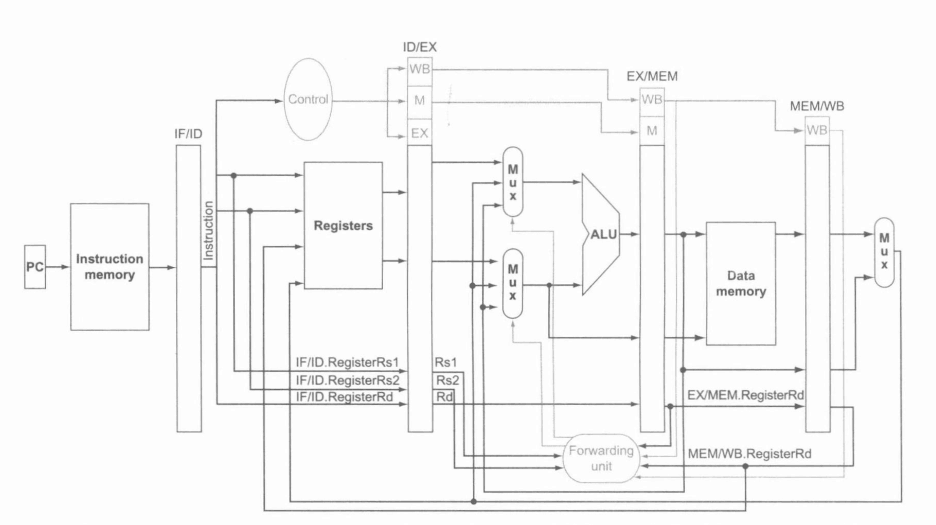 ID/EX
WB
EX/MEM
Control
M
WB
MEM/WB
IF/ID
EX
M
WB
Mux
Registers
Instruction
PC
Instruction
memory
Mux
ALU
Data
memory
Mux
IF/ID.RegisterRs1
Rs1
IF/ID.RegisterRs2
Rs2
IF/ID.RegisterRd
Rd
EX/MEM.RegisterRd
Forwarding
unit
MEM/WB.RegisterRd